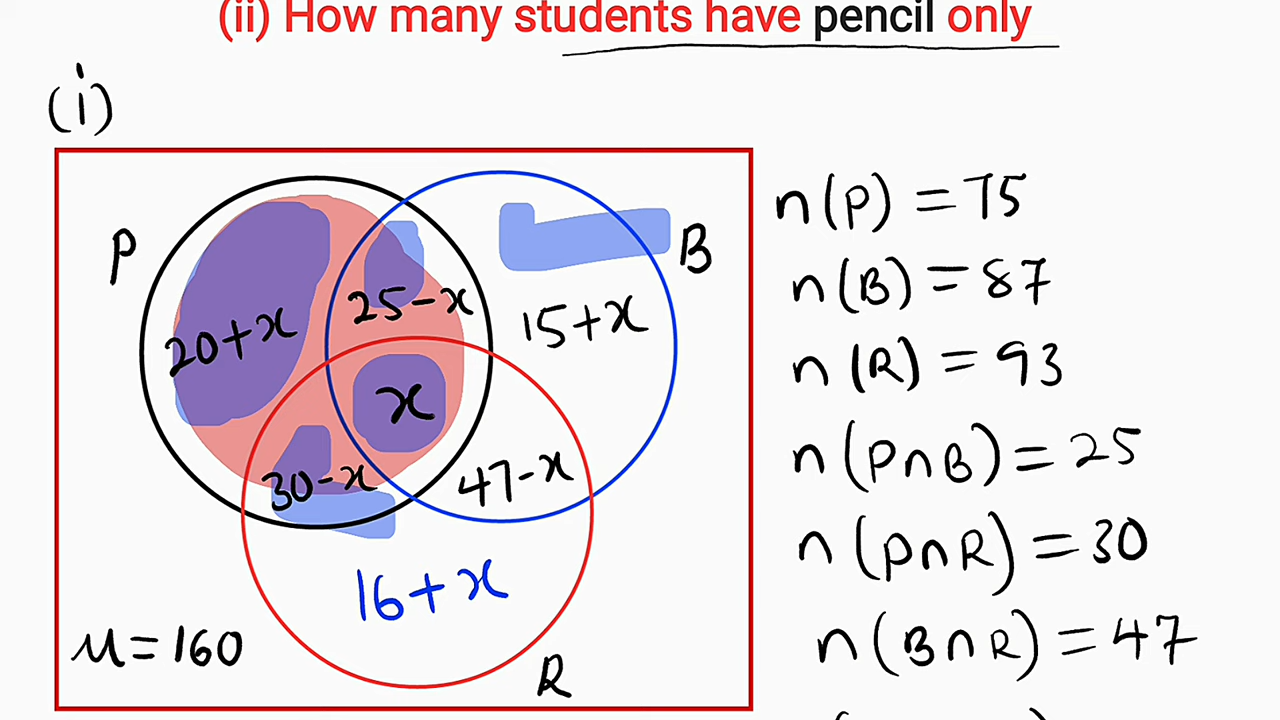 (ii) How many students have pencil only
(i)
P
B
20+x
25-x
15+x
x
30-x
47-x
16+x
μ=160
R
n(P) = 75
n(B) = 87
n(R) = 93
n(P∩B) = 25
n(P∩R) = 30
n(B∩R) = 47